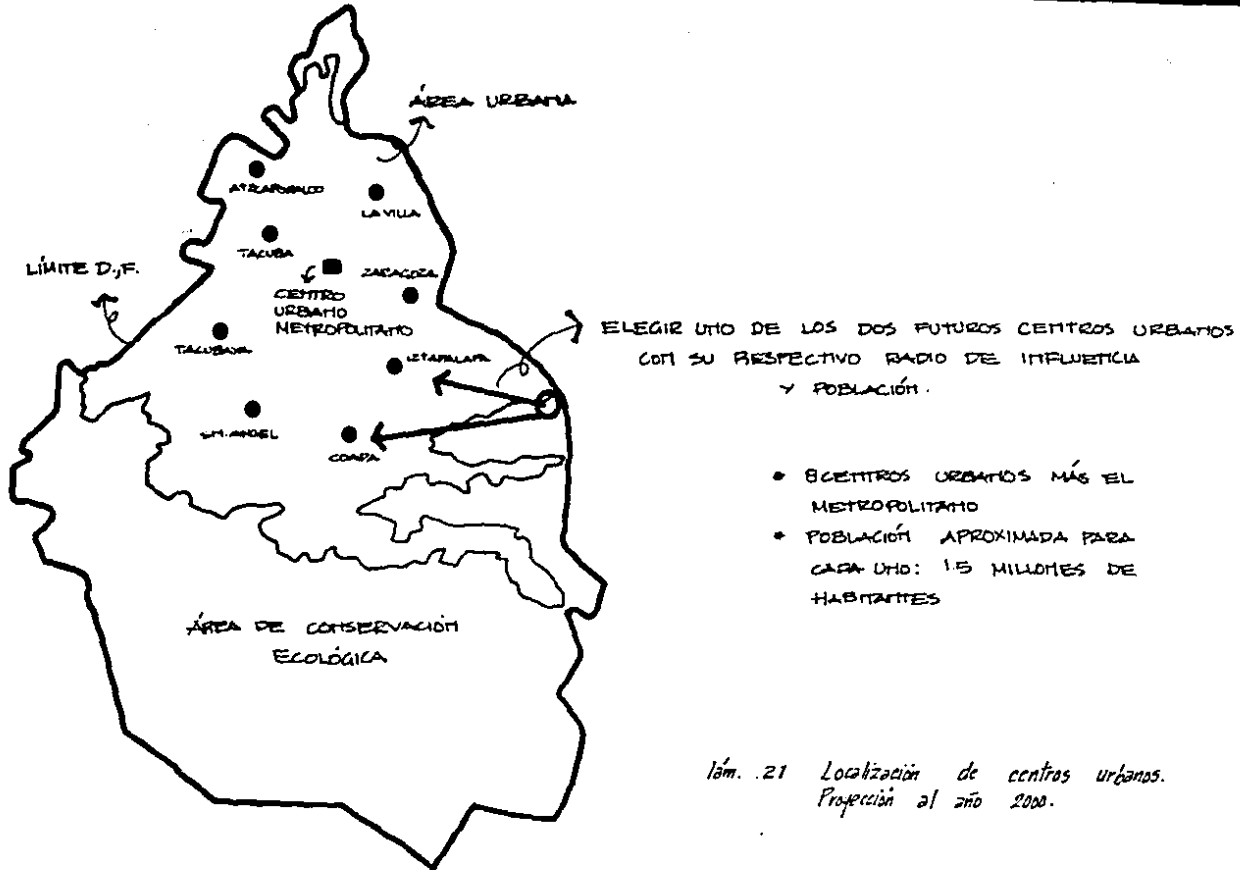 ÁREA URBANA
AZCAPOTZALCO
LA VILLA
TACUBA
LÍMITE D.,F.
ZARAGOZA
CENTRO
URBANO
METROPOLITANO
TACUBAYA
IZTAPALAPA
ELEGIR UNO DE LOS DOS FUTUROS CENTROS URBANOS
CON SU RESPECTIVO RADIO DE INFLUENCIA
Y POBLACIÓN.
SN. ANGEL
COAPA
• 8 CENTROS URBANOS MÁS EL
METROPOLITANO
• POBLACIÓN APROXIMADA PARA
CADA UNO: 1.5 MILLONES DE
HABITANTES
ÁREA DE CONSERVACIÓN
ECOLÓGICA
lám. 21 Localización de centros urbanos.
Proyección al año 2000.